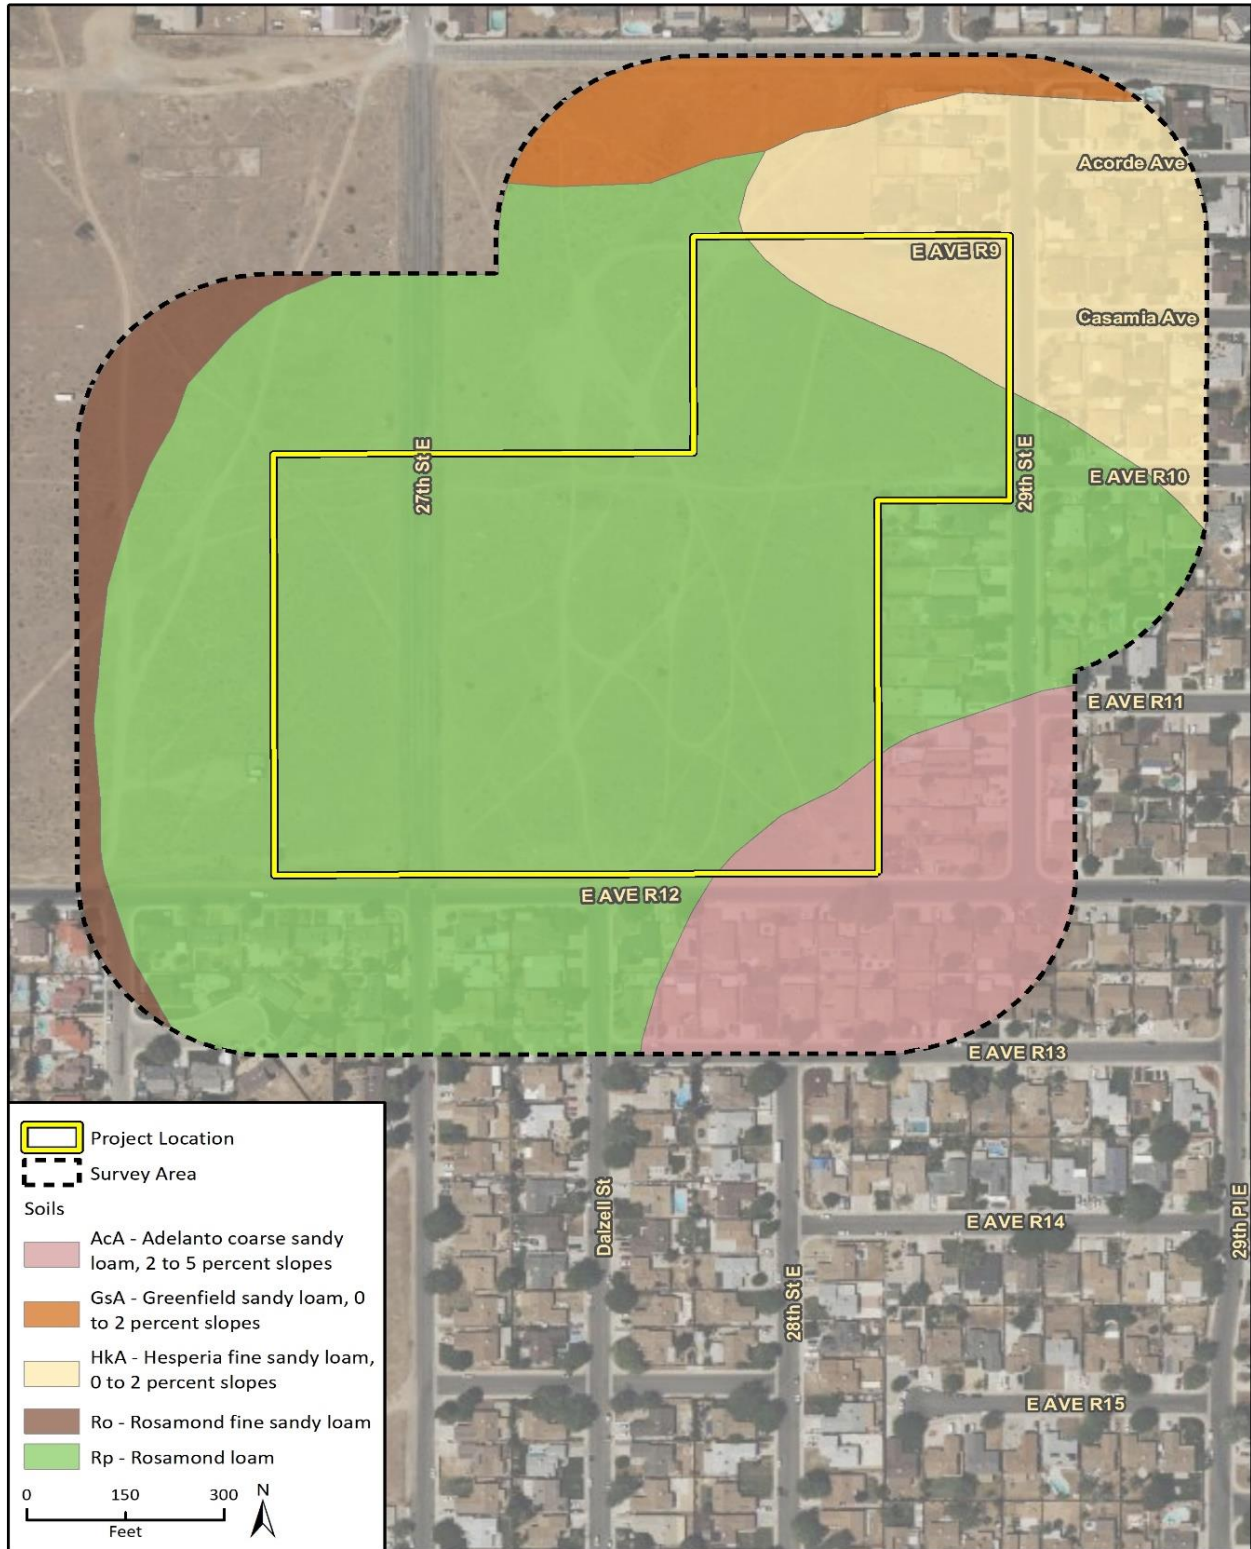 Acorde Ave
E AVE R9
Casamia Ave
27th St E
29th St E
E AVE R10
E AVE R11
E AVE R12
E AVE R13
Dalzell St
28th St E
E AVE R14
29th Pl E
E AVE R15
Project Location
Survey Area
Soils
AcA - Adelanto coarse sandy
loam, 2 to 5 percent slopes
GsA - Greenfield sandy loam, 0
to 2 percent slopes
HkA - Hesperia fine sandy loam,
0 to 2 percent slopes
Ro - Rosamond fine sandy loam
Rp - Rosamond loam
0 150 300
Feet
N